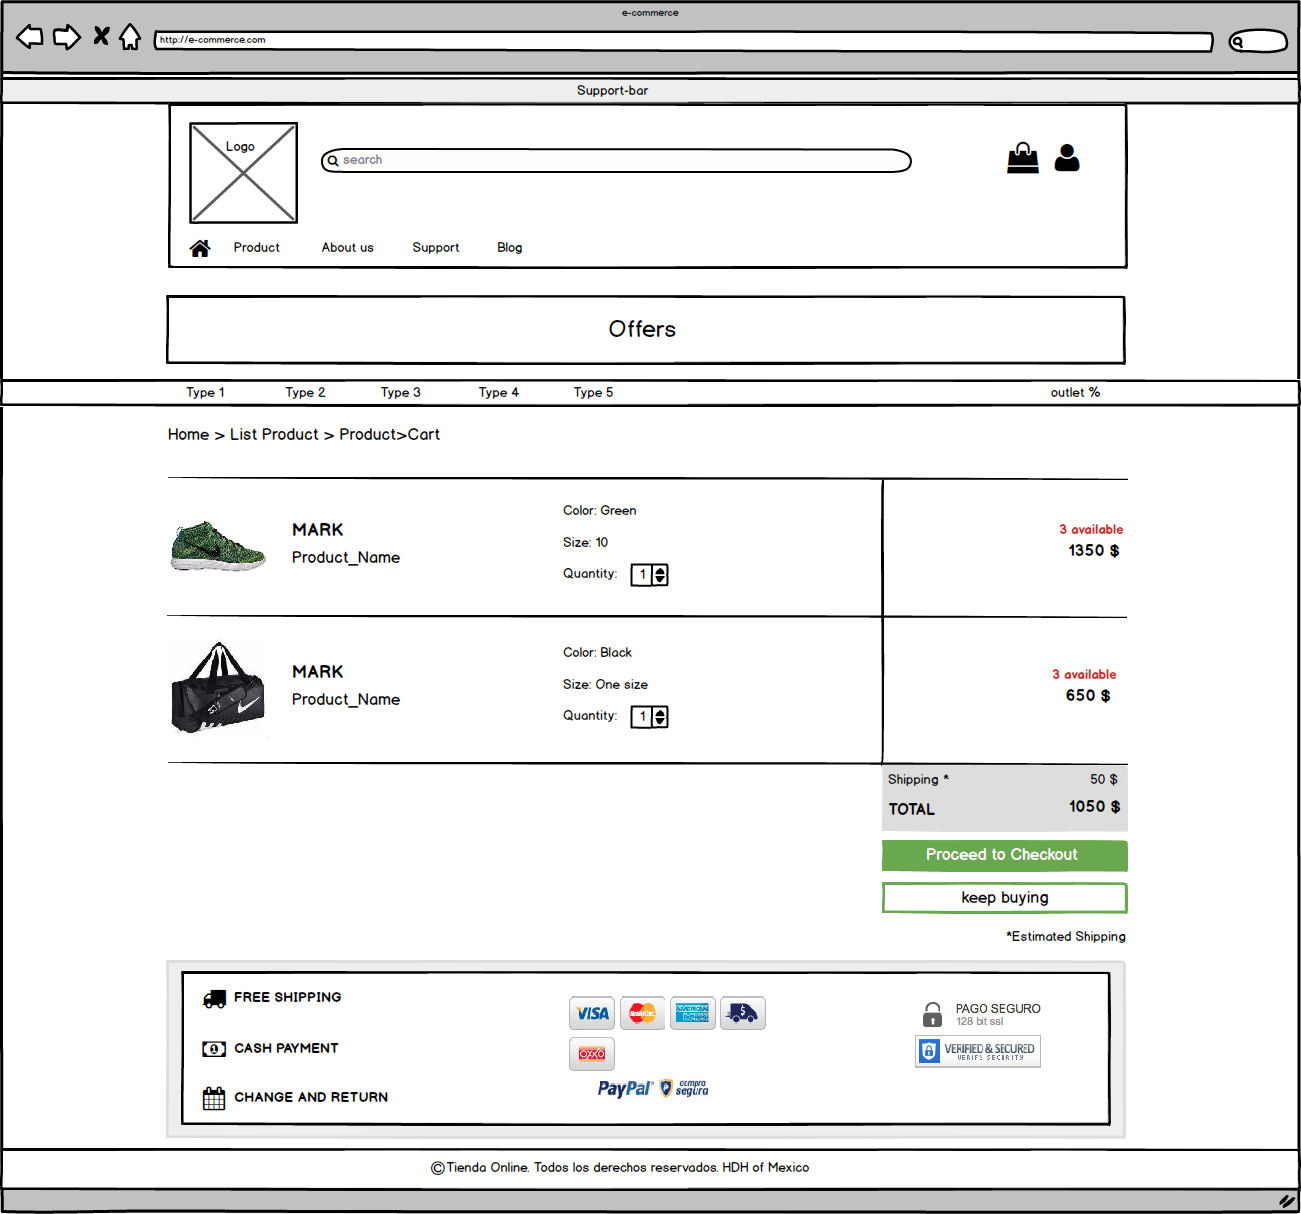 e-commerce
http://e-commerce.com
Support-bar
Logo
search
Product About us Support Blog
Offers
Type 1 Type 2 Type 3 Type 4 Type 5 outlet %
Home > List Product > Product>Cart
MARK
Product_Name
Color: Green
Size: 10
Quantity: 1
3 available
1350 $
MARK
Product_Name
Color: Black
Size: One size
Quantity: 1
3 available
650 $
Shipping * 50 $
TOTAL 1050 $
Proceed to Checkout
keep buying
*Estimated Shipping
FREE SHIPPING
CASH PAYMENT
CHANGE AND RETURN
VISA MasterCard AMERICAN EXPRESS $
OXXO
PayPal compra segura
PAGO SEGURO
128 bit ssl
VERIFIED & SECURED
VERIFY SECURITY
©Tienda Online. Todos los derechos reservados. HDH of Mexico